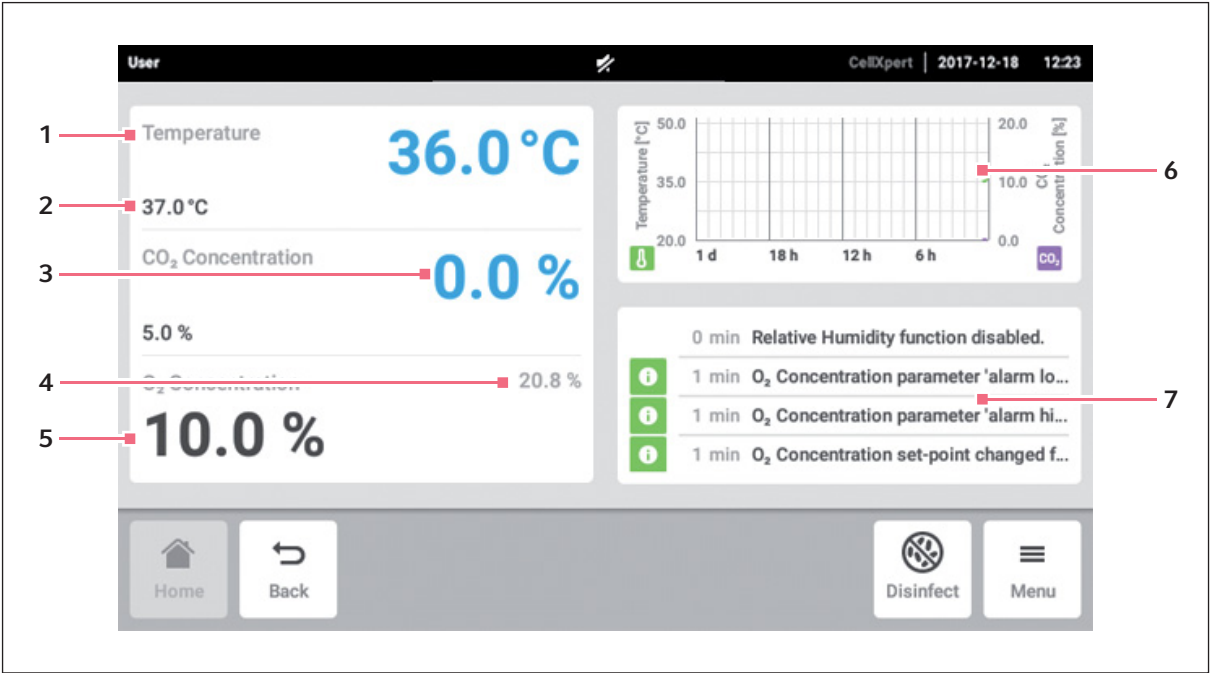 User
CellXpert | 2017-12-18 12:23
1
Temperature
36.0°C
2
37.0°C
CO₂ Concentration
3
0.0 %
5.0 %
4
O₂ Concentration
20.8 %
5
10.0 %
Temperature [°C]
50.0
35.0
20.0
1 d 18 h 12 h 6 h
20.0
10.0
0.0
CO₂
Concentration [%]
CO₂
6
0 min Relative Humidity function disabled.
1 min O₂ Concentration parameter 'alarm lo...
1 min O₂ Concentration parameter 'alarm hi...
1 min O₂ Concentration set-point changed f...
7
Home
Back
Disinfect
Menu